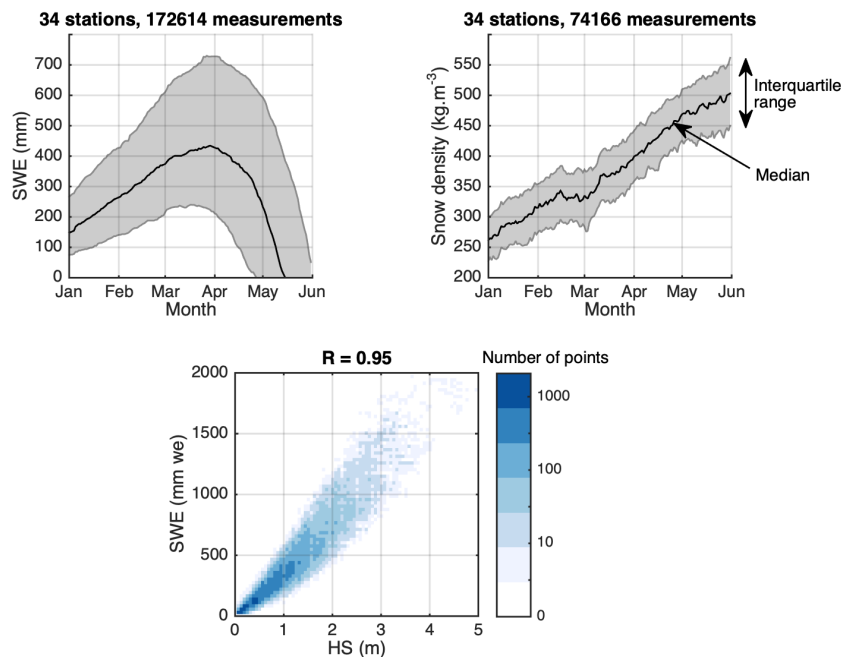 34 stations, 172614 measurements
SWE (mm)
700
600
500
400
300
200
100
0
Jan Feb Mar Apr May Jun
Month
34 stations, 74166 measurements
Snow density (kg.m-3)
550
500
450
400
350
300
250
200
Jan Feb Mar Apr May Jun
Month
Interquartile
range
Median
R = 0.95
SWE (mm we)
2000
1500
1000
500
0
0 1 2 3 4 5
HS (m)
Number of points
1000
100
10
0